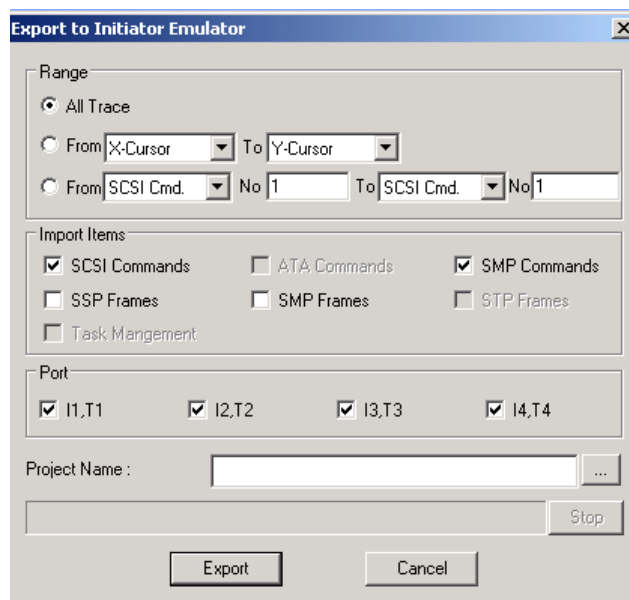 Export to Initiator Emulator
Range
All Trace
From X-Cursor To Y-Cursor
From SCSI Cmd. No 1 To SCSI Cmd. No 1
Import Items
SCSI Commands ATA Commands SMP Commands
SSP Frames SMP Frames STP Frames
Task Mangement
Port
I1,T1 I2,T2 I3,T3 I4,T4
Project Name : ...
Stop
Export Cancel